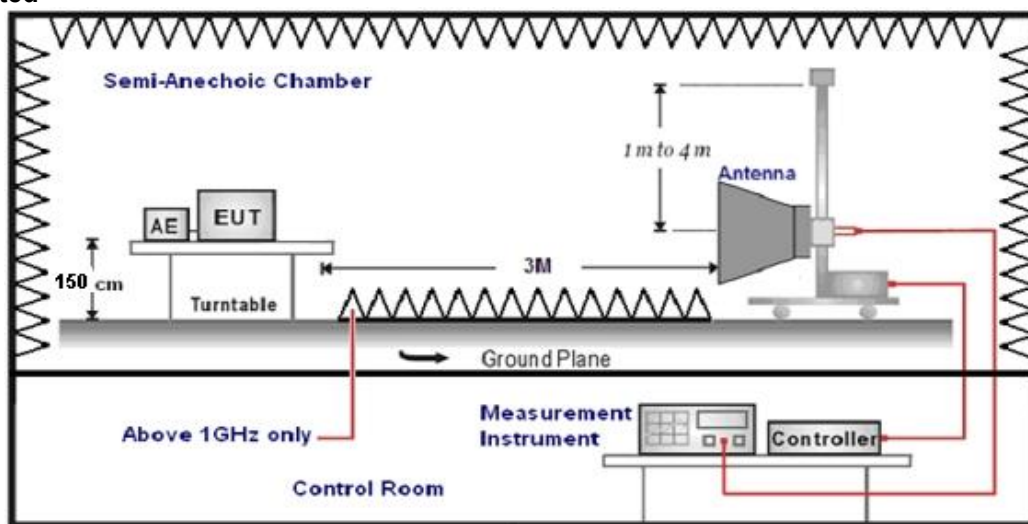 Semi-Anechoic Chamber
1 m to 4 m
Antenna
AE
EUT
150 cm
3M
Turntable
Ground Plane
Above 1GHz only
Measurement
Instrument
Controller
Control Room